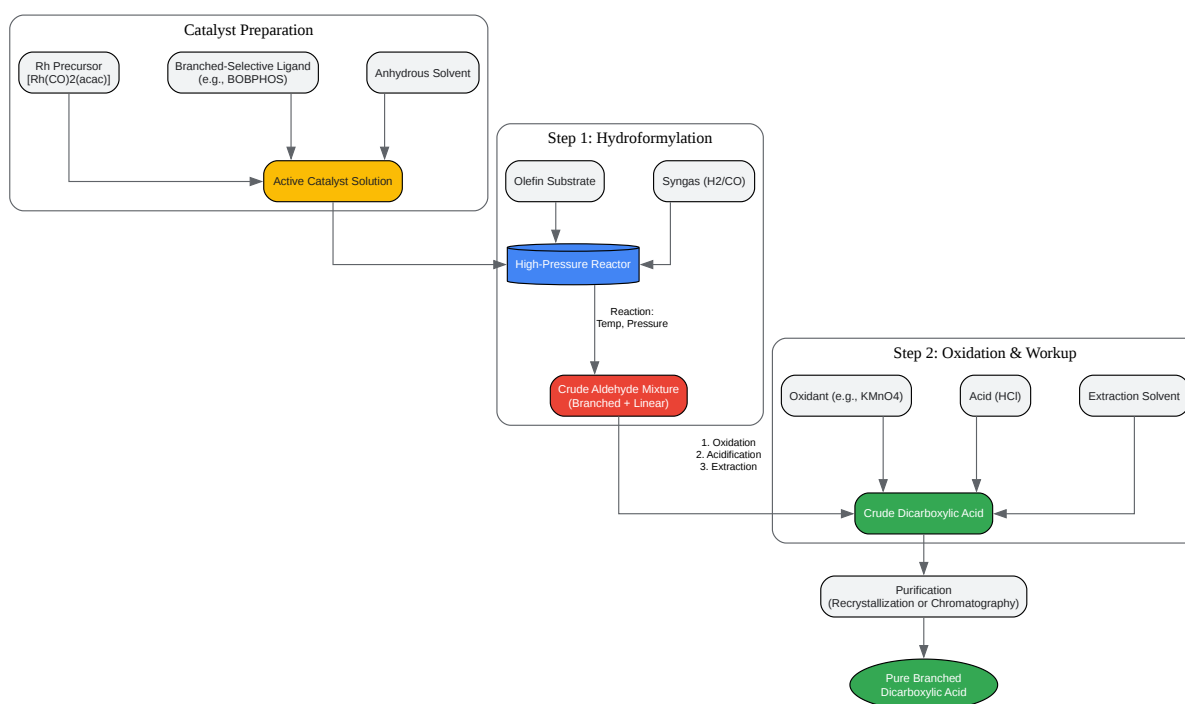 Catalyst Preparation
Rh Precursor
[Rh(CO)2(acac)]
Branched-Selective Ligand
(e.g., BOBPHOS)
Anhydrous Solvent
Active Catalyst Solution
Step 1: Hydroformylation
Olefin Substrate
Syngas (H2/CO)
High-Pressure Reactor
Reaction:
Temp, Pressure
Crude Aldehyde Mixture
(Branched + Linear)
Step 2: Oxidation & Workup
Oxidant (e.g., KMnO4)
Acid (HCl)
Extraction Solvent
1. Oxidation
2. Acidification
3. Extraction
Crude Dicarboxylic Acid
Purification
(Recrystallization or Chromatography)
Pure Branched
Dicarboxylic Acid